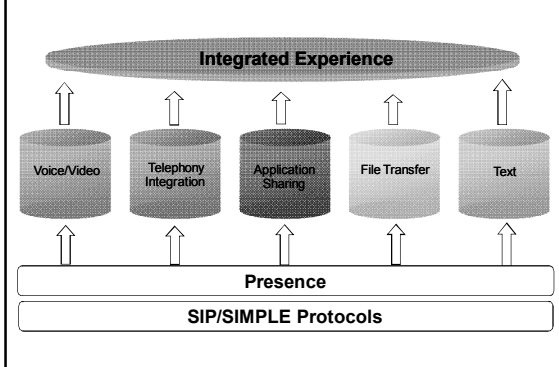 Integrated Experience
Voice/Video
Telephony
Integration
Application
Sharing
File Transfer
Text
Presence
SIP/SIMPLE Protocols